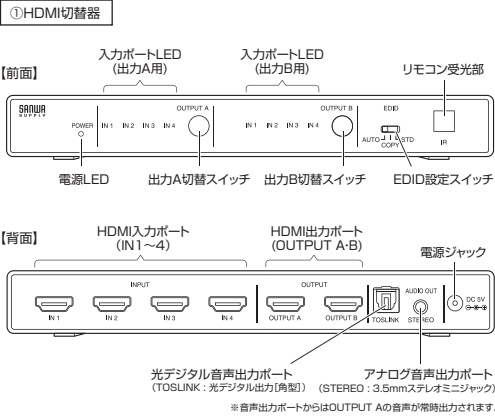 ①HDMI切替器
【前面】
入力ポートLED
(出力A用)
入力ポートLED
(出力B用)
リモコン受光部
SANWA
SUPPLY
POWER
IN 1 IN 2 IN 3 IN 4
OUTPUT A
IN 1 IN 2 IN 3 IN 4
OUTPUT B
EDID
AUTO STD
COPY
IR
電源LED
出力A切替スイッチ
出力B切替スイッチ
EDID設定スイッチ
【背面】
HDMI入力ポート
(IN1〜4)
HDMI出力ポート
(OUTPUT A・B)
電源ジャック
INPUT
IN 1 IN 2 IN 3 IN 4
OUTPUT
OUTPUT A OUTPUT B
TOSLINK
AUDIO OUT
STEREO
DC 5V
光デジタル音声出力ポート
(TOSLINK:光デジタル出力[角型])
アナログ音声出力ポート
(STEREO:3.5mmステレオミニジャック)
※音声出力ポートからはOUTPUT Aの音声が常時出力されます。